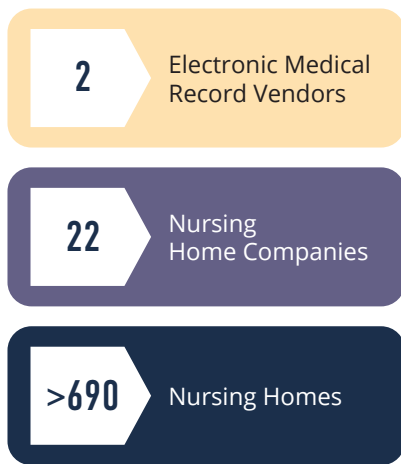 2
Electronic Medical
Record Vendors
22
Nursing
Home Companies
>690
Nursing Homes